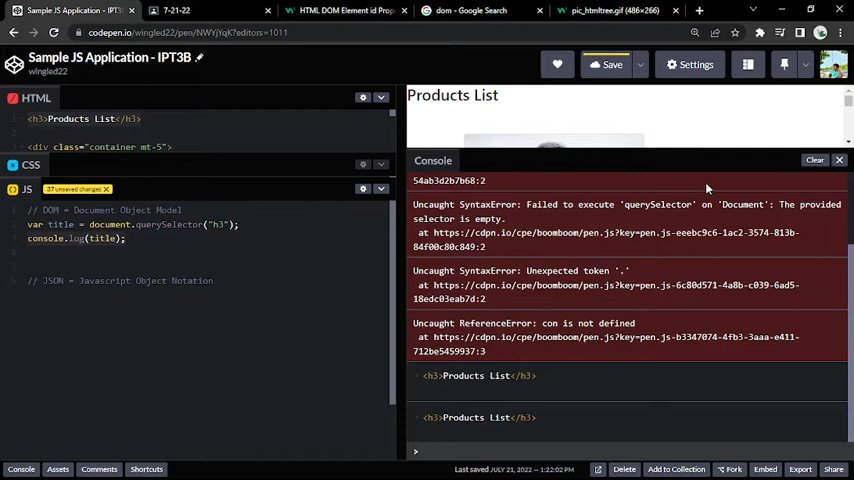 Sample JS Applicatio
7-21-22
HTML DOM Element id Prop
dom - Google Search
pic_htmltree.gif (486×266)
codepen.io/wingled22/pen/NWYjYqK?editors=1011
Sample JS Application - IPT3B
wingled22
Save
Settings
HTML
1
<h3>Products List</h3>
2
3
<div class="container mt-5">
CSS
JS
37 unsaved changes ×
1
// DOM = Document Object Model
2
var title = document.querySelector("h3");
3
console.log(title);
// JSON = Javascript Object Notation
Products List
Console
Clear
54ab3d2b7b68:2
Uncaught SyntaxError: Failed to execute 'querySelector' on 'Document': The provided
selector is empty.
at https://cdpn.io/cpe/boomboom/pen.js?key=pen.js-eeebc9c6-1ac2-3574-813b-
84f00c80c849:2
Uncaught SyntaxError: Unexpected token '.'
at https://cdpn.io/cpe/boomboom/pen.js?key=pen.js-6c80d571-4a8b-c039-6ad5-
18edc03eab7d:2
Uncaught ReferenceError: con is not defined
at https://cdpn.io/cpe/boomboom/pen.js?key=pen.js-b3347074-4fb3-3aaa-e411-
712be5459937:3
<h3>Products List</h3>
<h3>Products List</h3>
>
Console
Assets
Comments
Shortcuts
Last saved JULY 21, 2022 — 1:22:02 PM
Delete
Add to Collection
Fork
Embed
Export
Share